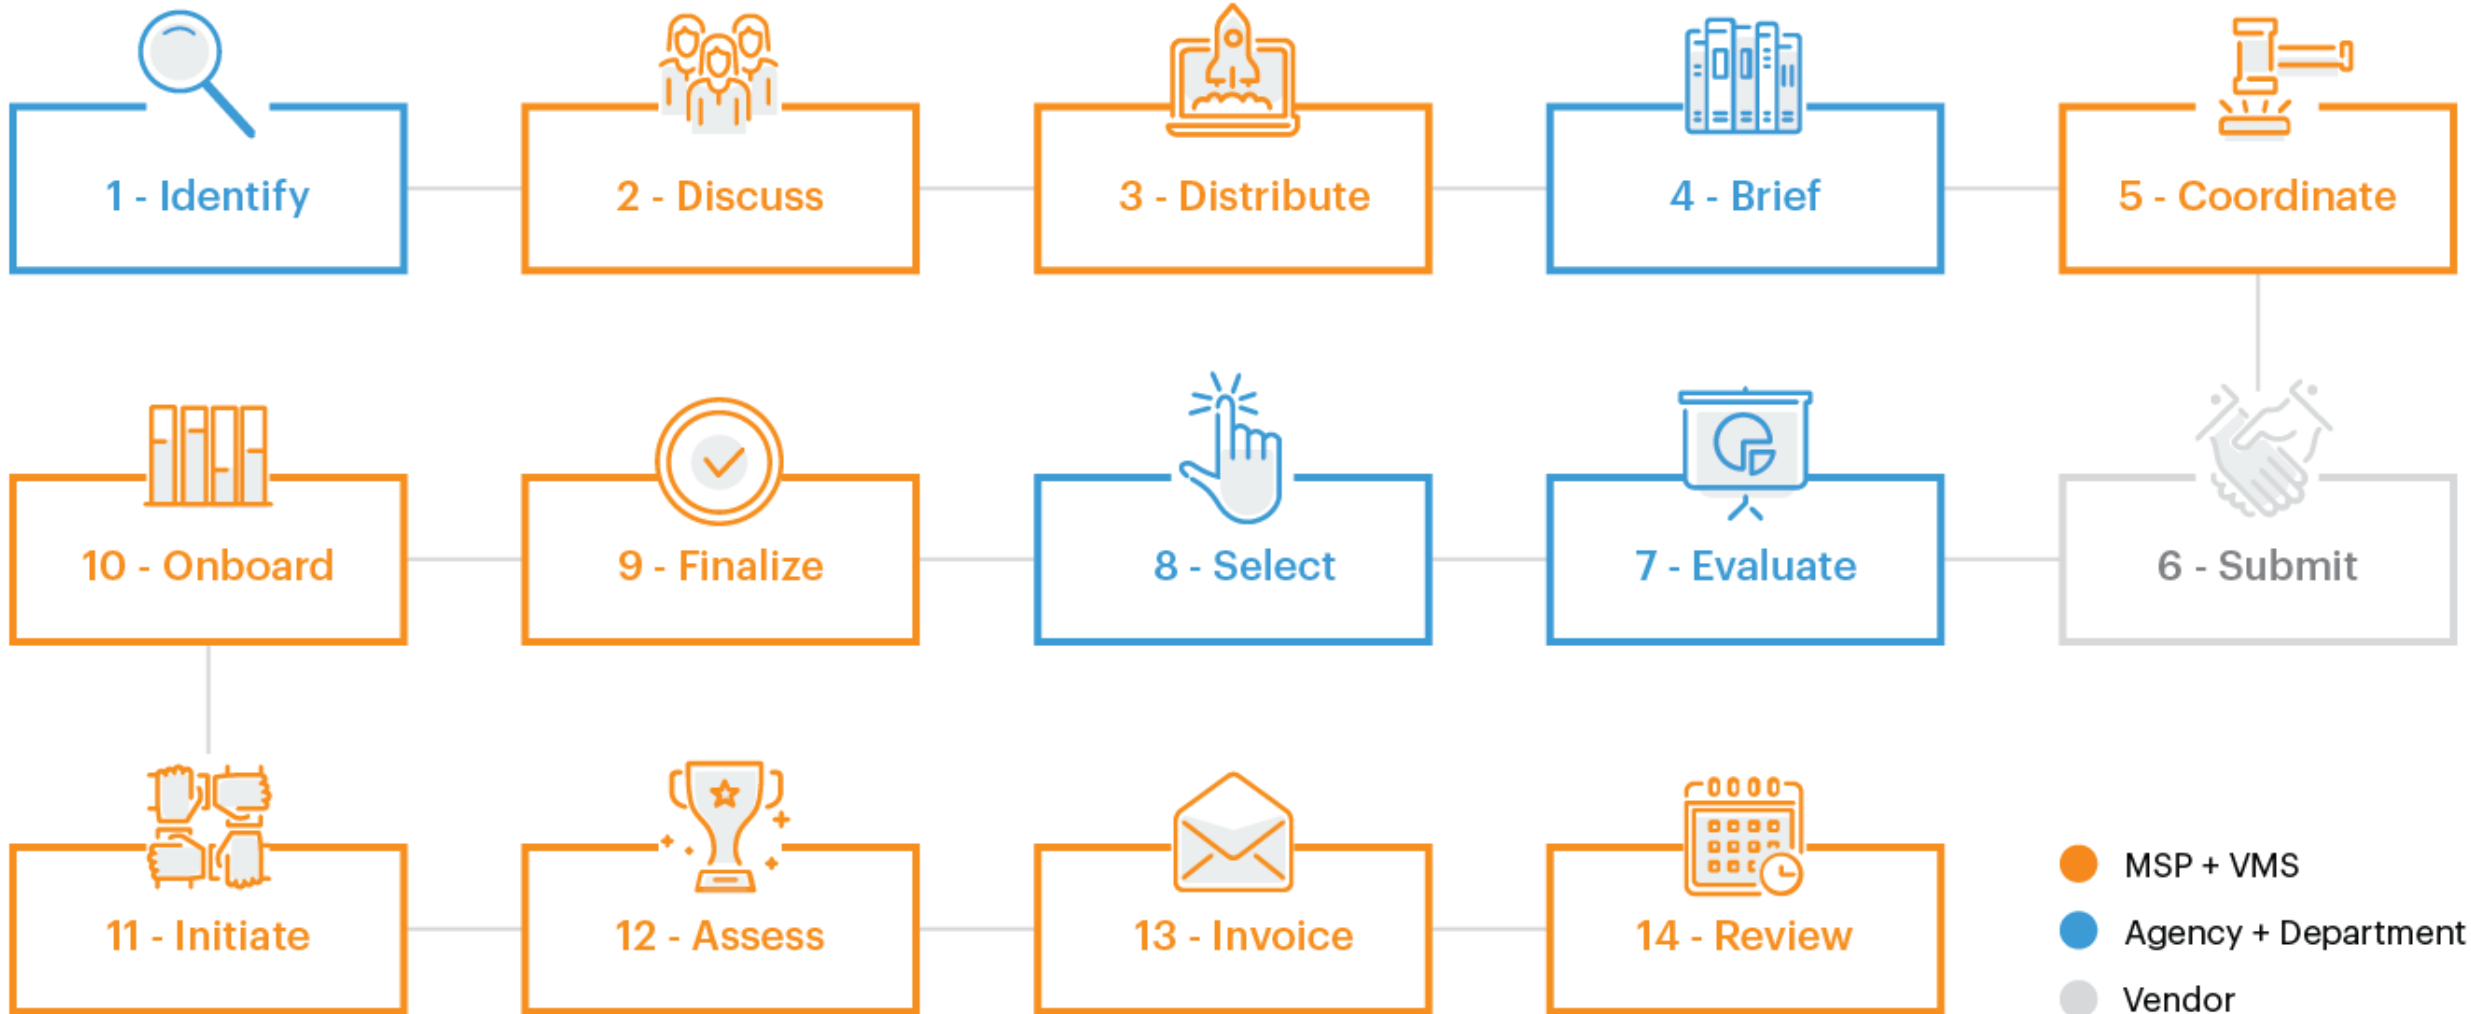 1 - Identify
2 - Discuss
3 - Distribute
4 - Brief
5 - Coordinate
10 - Onboard
9 - Finalize
8 - Select
7 - Evaluate
6 - Submit
11 - Initiate
12 - Assess
13 - Invoice
14 - Review
MSP + VMS
Agency + Department
Vendor